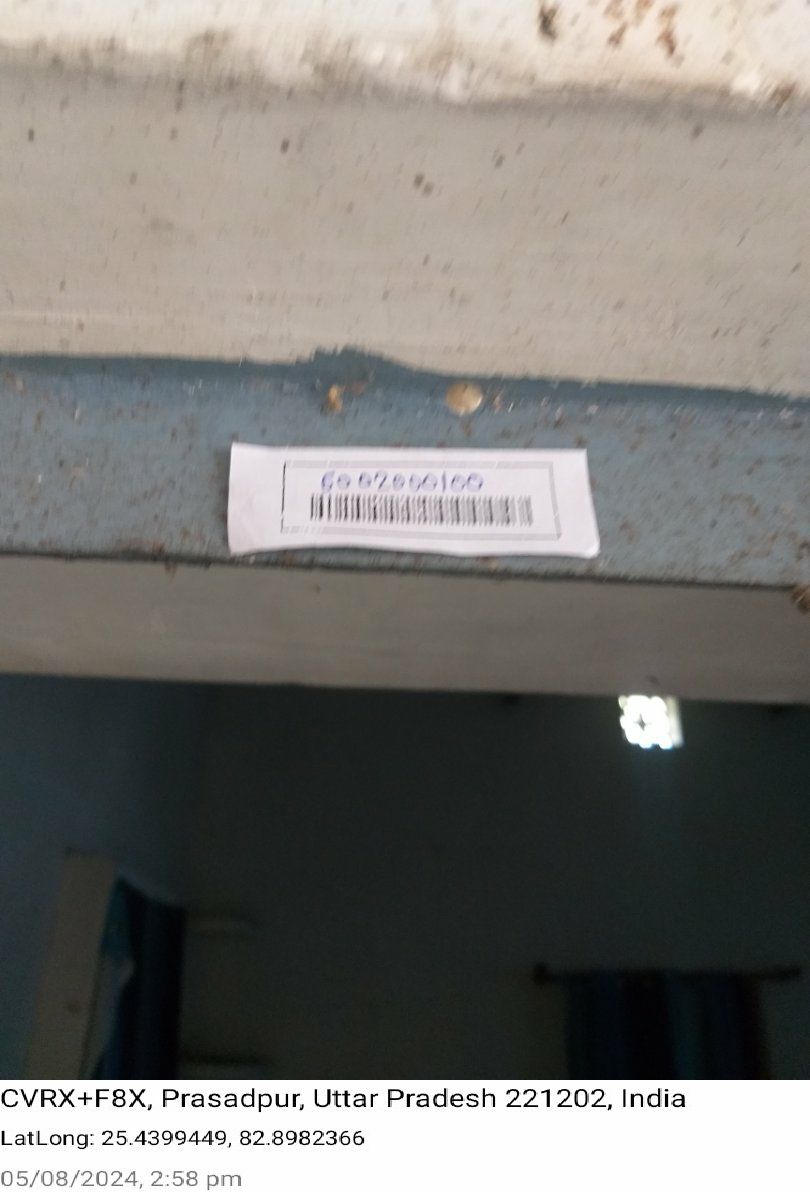 CVRX+F8X, Prasadpur, Uttar Pradesh 221202, India
LatLong: 25.4399449, 82.8982366
05/08/2024, 2:58 pm